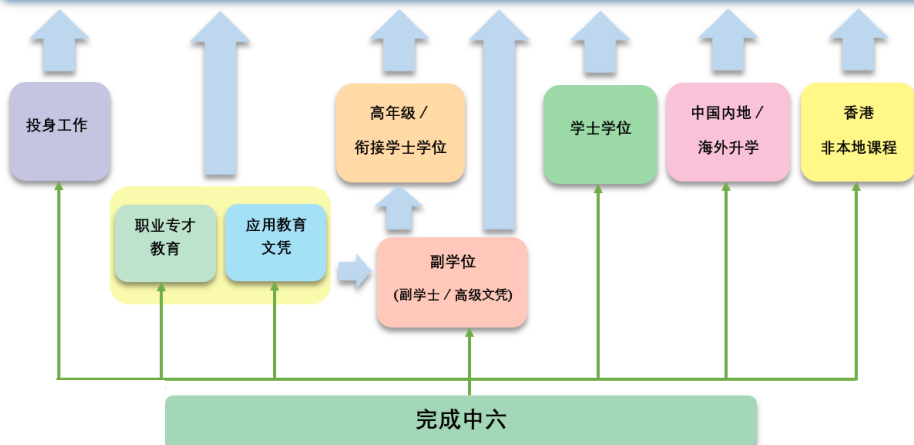 投身工作
高年级 /
衔接学士学位
学士学位
中国内地 /
海外升学
香港
非本地课程
职业专才
教育
应用教育
文凭
副学位
(副学士 / 高级文凭)
完成中六